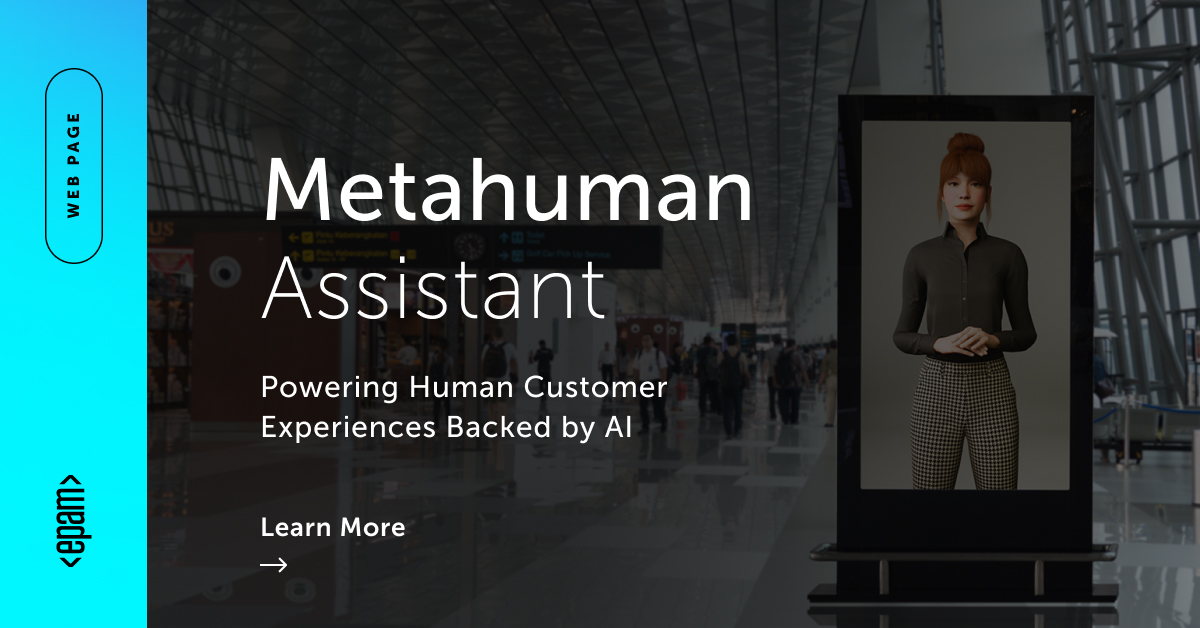 WEB PAGE
<epam>
Metahuman
Assistant
Powering Human Customer
Experiences Backed by AI
Learn More